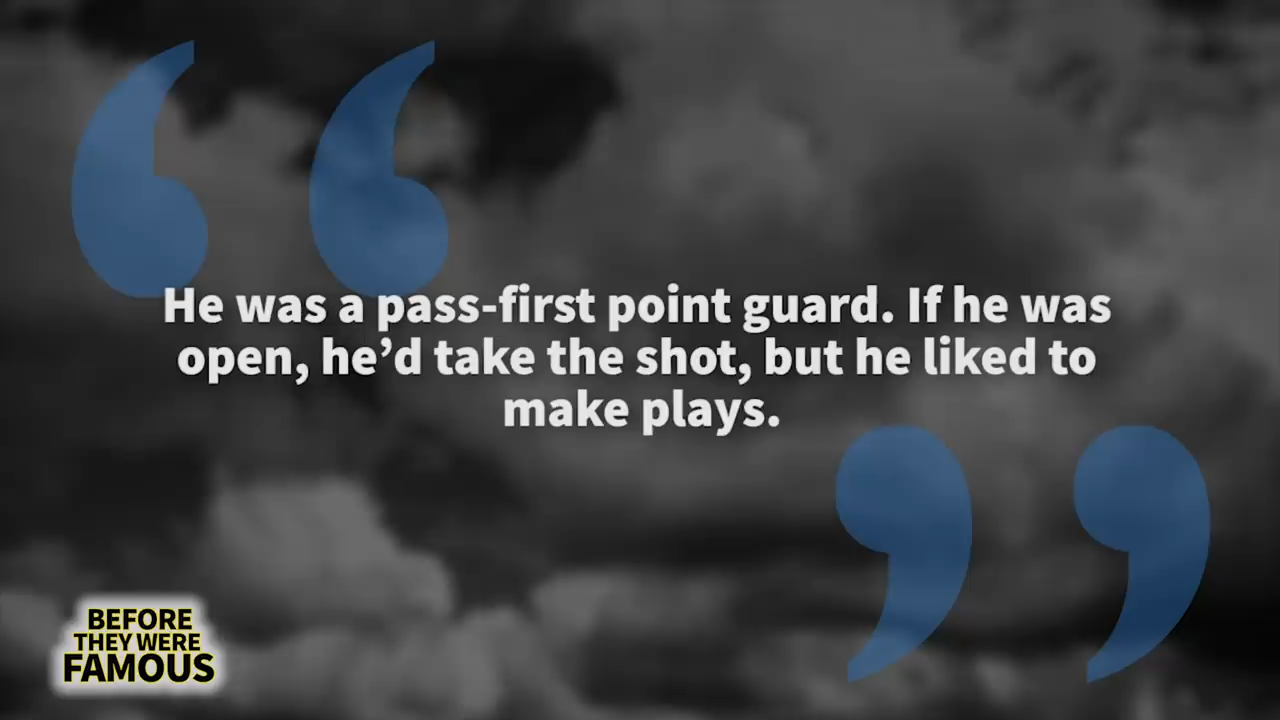 He was a pass-first point guard. If he was
open, he’d take the shot, but he liked to
make plays.
BEFORE
THEY WERE
FAMOUS